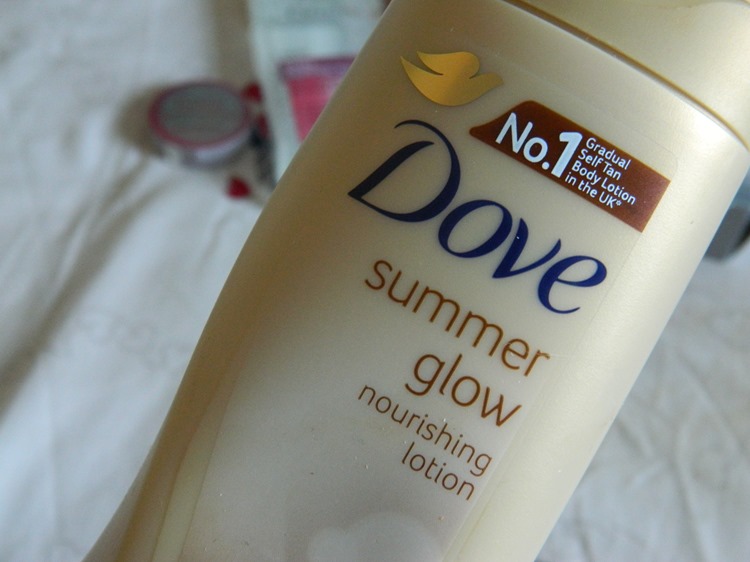 No.1
Gradual
Self Tan
Body Lotion
in the UK*
Dove
summer
glow
nourishing
lotion